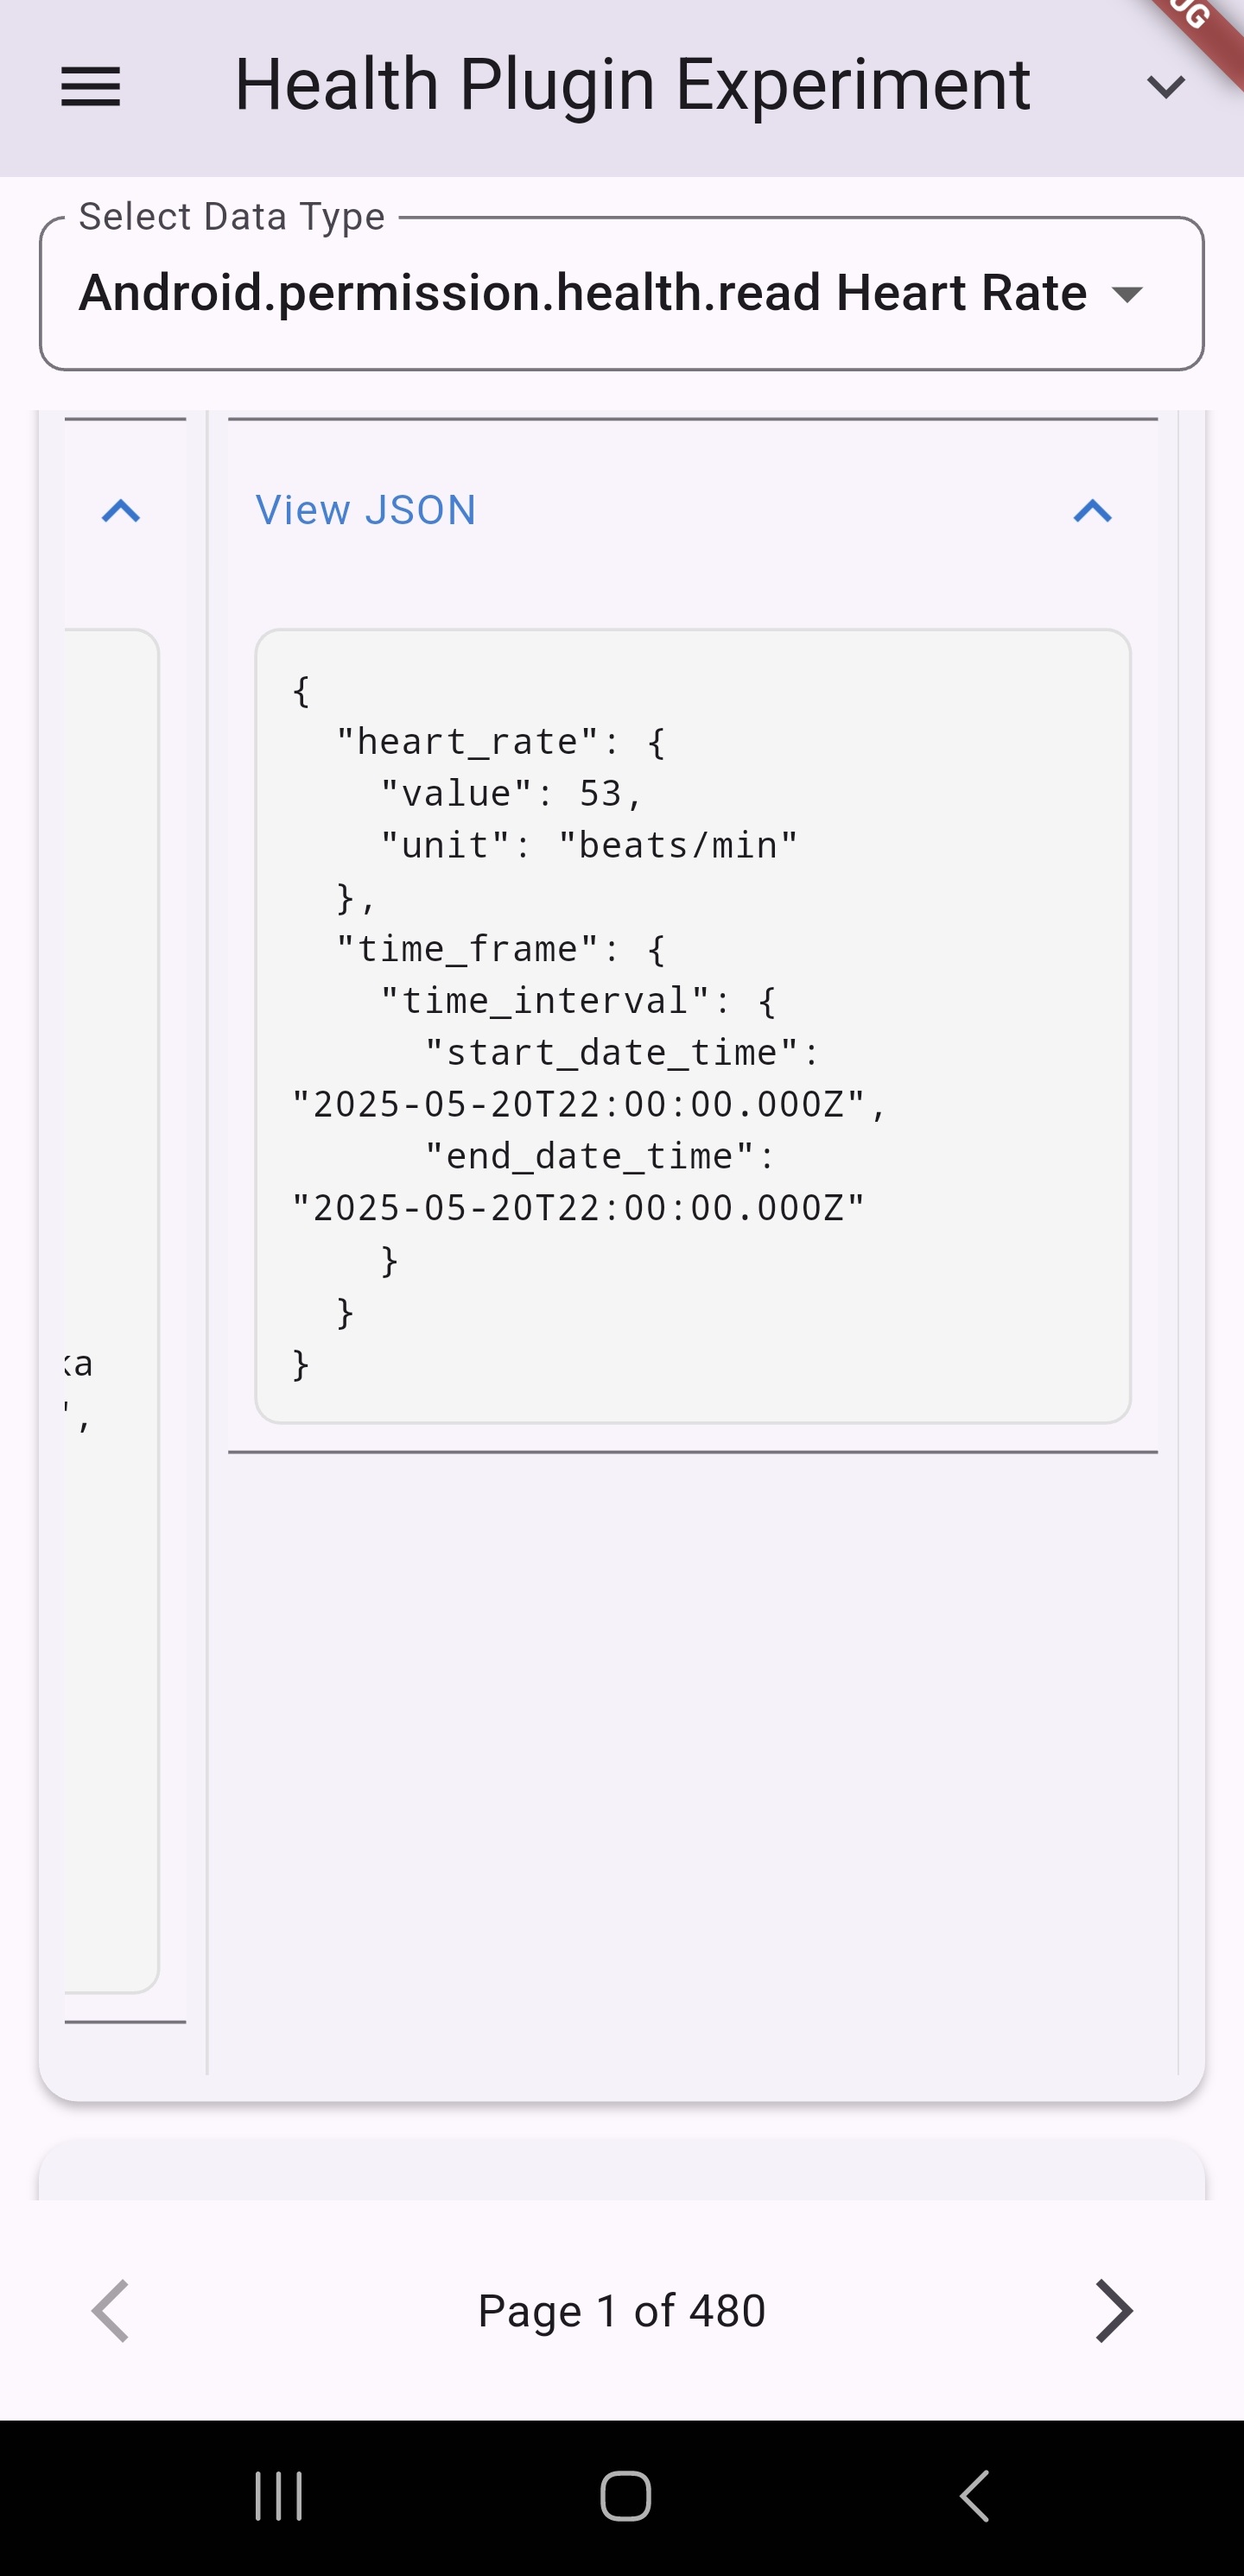 Health Plugin Experiment
Select Data Type
Android.permission.health.read Heart Rate
View JSON
{
  "heart_rate": {
    "value": 53,
    "unit": "beats/min"
  },
  "time_frame": {
    "time_interval": {
      "start_date_time":
"2025-05-20T22:00:00.000Z",
      "end_date_time":
"2025-05-20T22:00:00.000Z"
    }
  }
}
Page 1 of 480